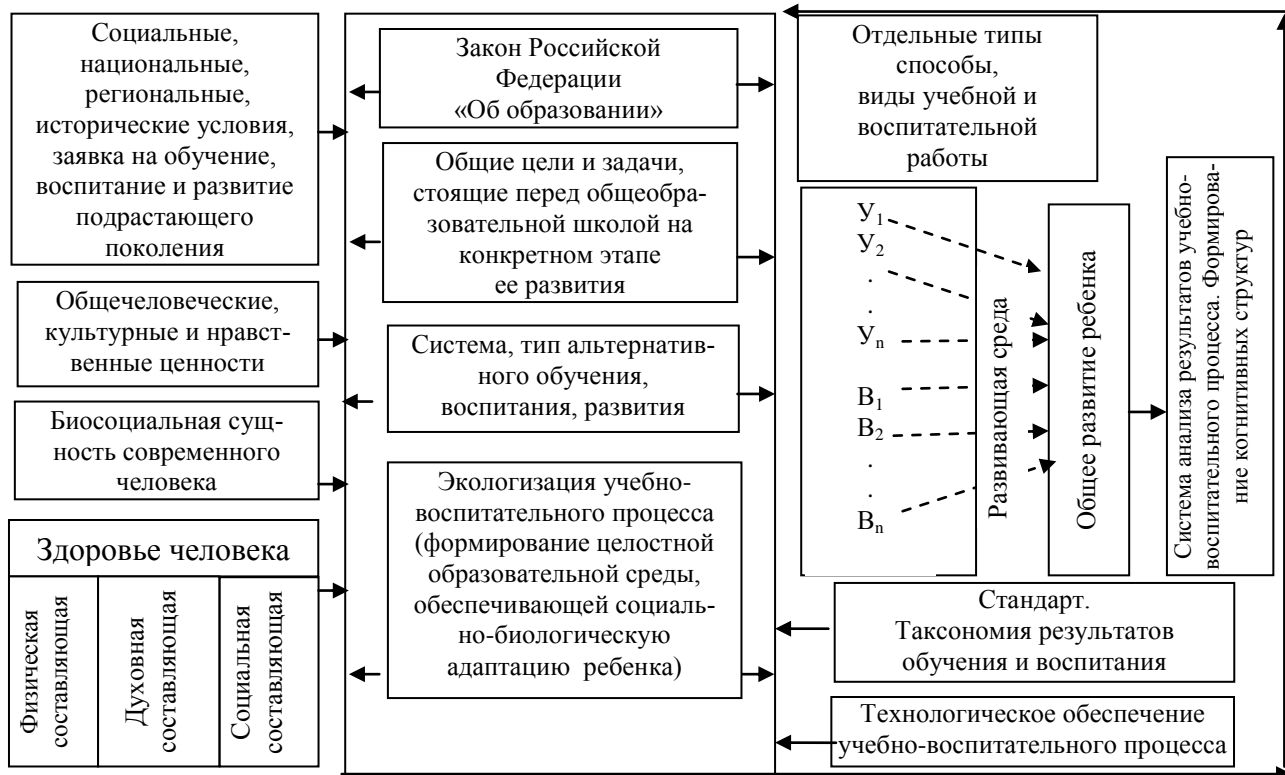 Социальные,
национальные,
региональные,
исторические условия,
заявка на обучение,
воспитание и развитие
подрастающего
поколения
Общечеловеческие,
культурные и нравст-
венные ценности
Биосоциальная сущ-
ность современного
человека
Здоровье человека
Физическая
составляющая
Духовная
составляющая
Социальная
составляющая
Закон Российской
Федерации
«Об образовании»
Общие цели и задачи,
стоящие перед общеобра-
зовательной школой на
конкретном этапе
ее развития
Система, тип альтернатив-
ного обучения,
воспитания, развития
Экологизация учебно-
воспитательного процесса
(формирование целостной
образовательной среды,
обеспечивающей социаль-
но-биологическую
адаптацию ребенка)
Отдельные типы
способы,
виды учебной и
воспитательной
работы
У1
У2
.
.
Уn
В1
В2
.
.
Вn
Развивающая среда
Общее развитие ребенка
Система анализа результатов учебно-
воспитательного процесса. Формирова-
ние когнитивных структур
Стандарт.
Таксономия результатов
обучения и воспитания
Технологическое обеспечение
учебно-воспитательного процесса